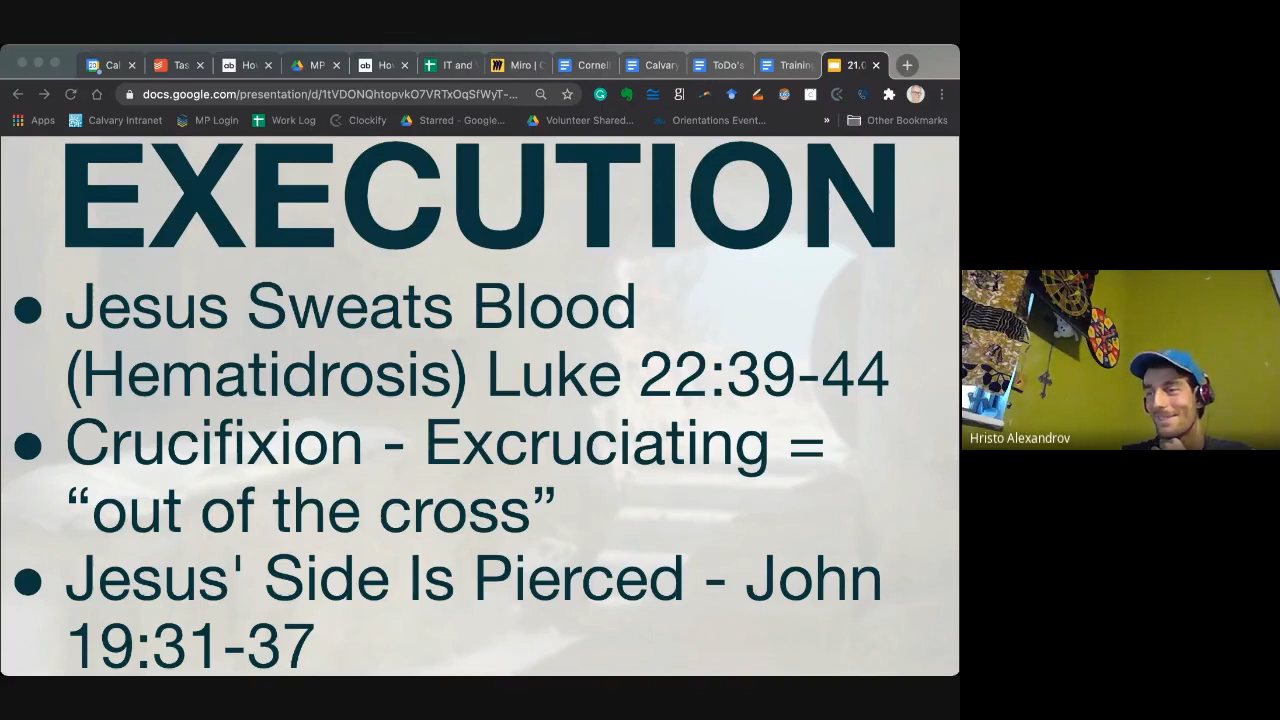 Cal
Tas
Hov
MP
Hov
IT and
Miro | C
Cornell
Calvary
ToDo's
Training
21.0
docs.google.com/presentation/d/1tVDONQhtopvkO7VRTxOqSfWyT-...
Apps
Calvary Intranet
MP Login
Work Log
Clockify
Starred - Google...
Volunteer Shared...
Orientations Event...
»
Other Bookmarks
EXECUTION
● Jesus Sweats Blood
(Hematidrosis) Luke 22:39-44
● Crucifixion - Excruciating =
“out of the cross”
● Jesus' Side Is Pierced - John
19:31-37
Hristo Alexandrov